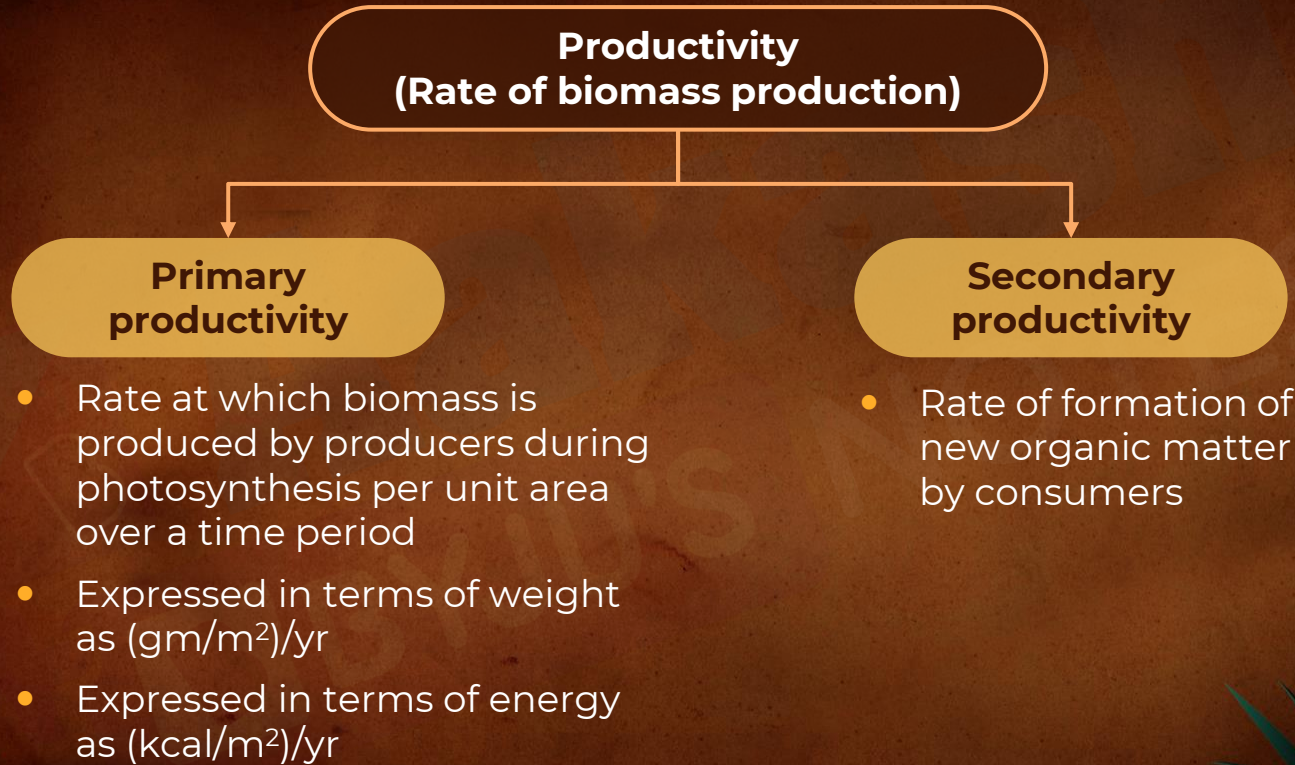 Productivity
(Rate of biomass production)
Primary
productivity
• Rate at which biomass is
produced by producers during
photosynthesis per unit area
over a time period
• Expressed in terms of weight
as (gm/m²)/yr
• Expressed in terms of energy
as (kcal/m²)/yr
Secondary
productivity
• Rate of formation of
new organic matter
by consumers
BYJU'S